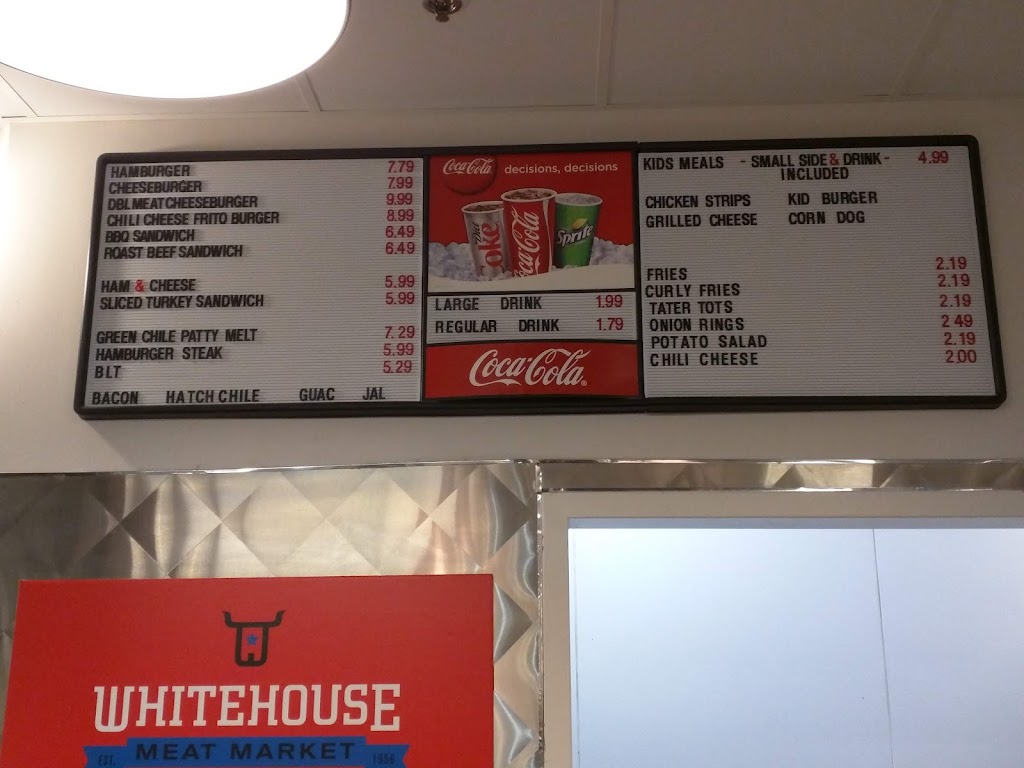 HAMBURGER 7.79
CHEESEBURGER 7.99
DBL MEAT CHEESEBURGER 9.99
CHILI CHEESE FRITO BURGER 8.99
BBQ SANDWICH 6.49
ROAST BEEF SANDWICH 6.49
HAM & CHEESE 5.99
SLICED TURKEY SANDWICH 5.99
GREEN CHILE PATTY MELT 7.29
HAMBURGER STEAK 5.99
BLT 5.29
BACON HATCH CHILE GUAC JAL
Coca-Cola decisions, decisions
Diet Coke Coca-Cola Sprite
LARGE DRINK 1.99
REGULAR DRINK 1.79
Coca-Cola®
KIDS MEALS - SMALL SIDE & DRINK - 4.99
INCLUDED
CHICKEN STRIPS KID BURGER
GRILLED CHEESE CORN DOG
FRIES 2.19
CURLY FRIES 2.19
TATER TOTS 2.19
ONION RINGS 2 49
POTATO SALAD 2.19
CHILI CHEESE 2.00
WHITEHOUSE
EST. MEAT MARKET 1956